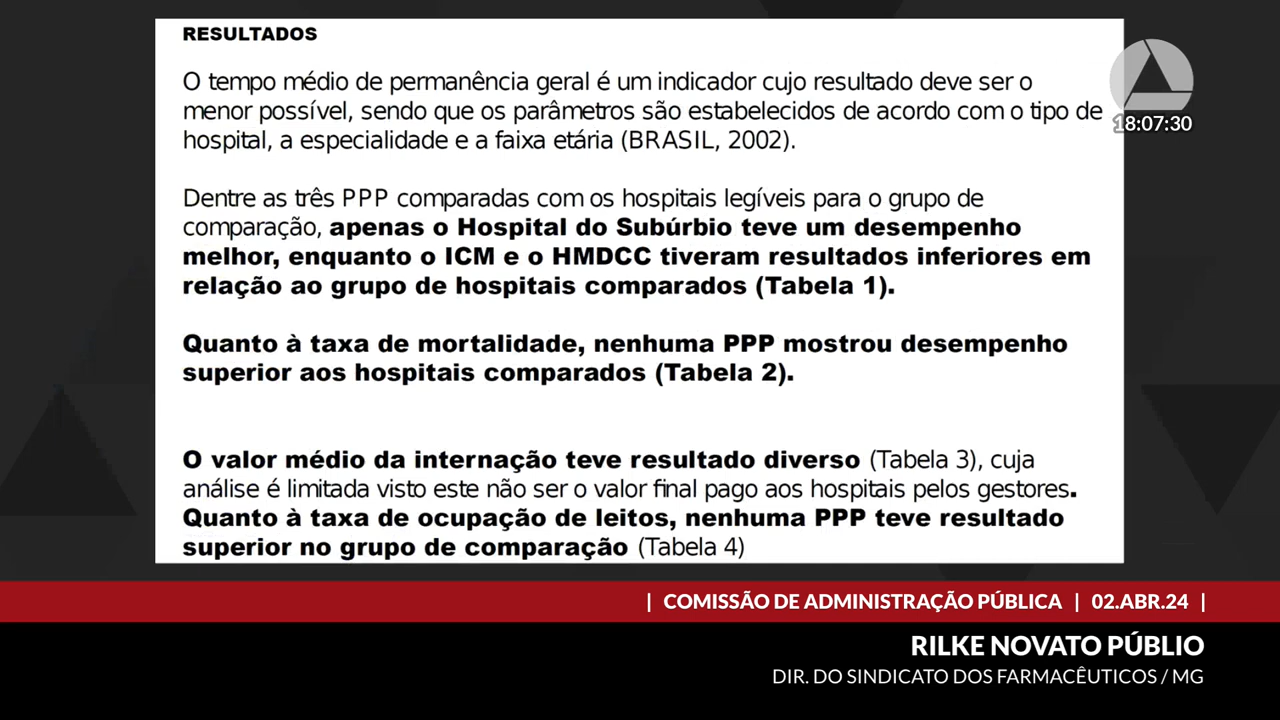 RESULTADOS
O tempo médio de permanência geral é um indicador cujo resultado deve ser o
menor possível, sendo que os parâmetros são estabelecidos de acordo com o tipo de
hospital, a especialidade e a faixa etária (BRASIL, 2002).
Dentre as três PPP comparadas com os hospitais legíveis para o grupo de
comparação, apenas o Hospital do Subúrbio teve um desempenho
melhor, enquanto o ICM e o HMDCC tiveram resultados inferiores em
relação ao grupo de hospitais comparados (Tabela 1).
Quanto à taxa de mortalidade, nenhuma PPP mostrou desempenho
superior aos hospitais comparados (Tabela 2).
O valor médio da internação teve resultado diverso (Tabela 3), cuja
análise é limitada visto este não ser o valor final pago aos hospitais pelos gestores.
Quanto à taxa de ocupação de leitos, nenhuma PPP teve resultado
superior no grupo de comparação (Tabela 4)
18:07:30
| COMISSÃO DE ADMINISTRAÇÃO PÚBLICA | 02.ABR.24 |
RILKE NOVATO PÚBLIO
DIR. DO SINDICATO DOS FARMACÊUTICOS / MG